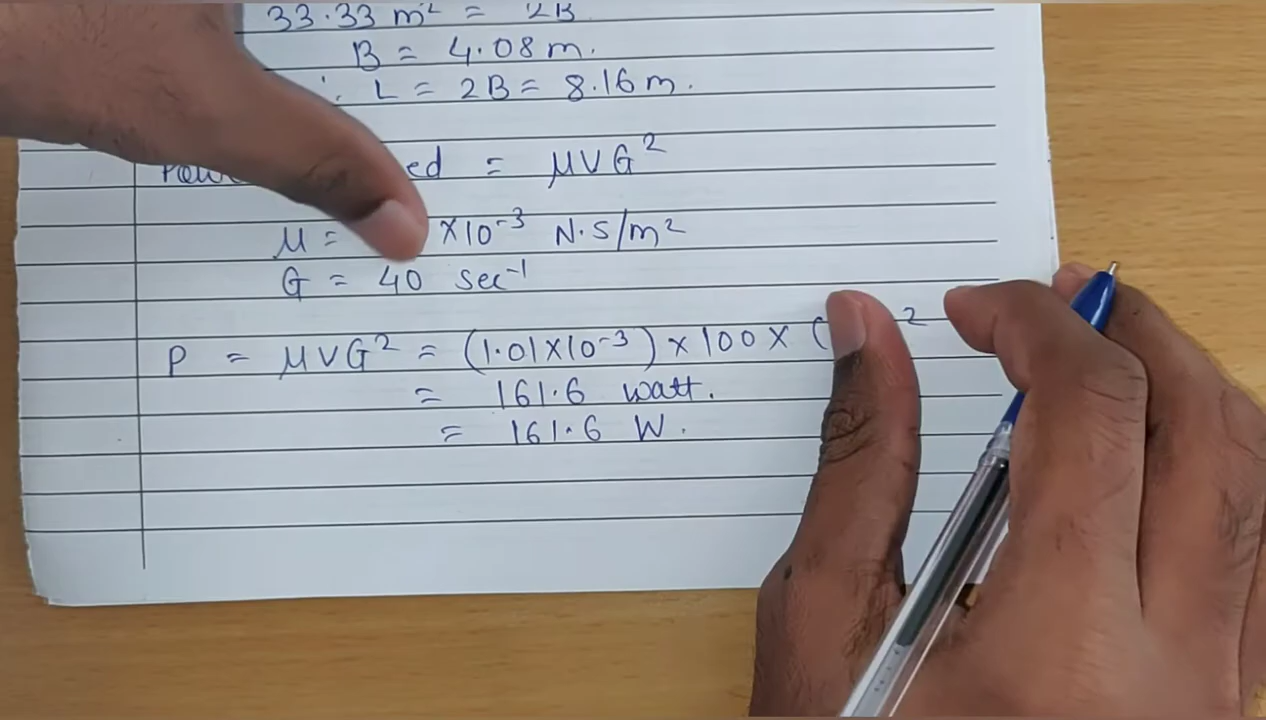 33.33 m² = 2B
B = 4.08 m.
∴ L = 2B = 8.16 m.
= μVG²
μ = ×10⁻³ N.S/m²
G = 40 sec⁻¹
P = μVG² = (1.01×10⁻³) × 100 × ( ²
= 161.6 watt.
= 161.6 W.